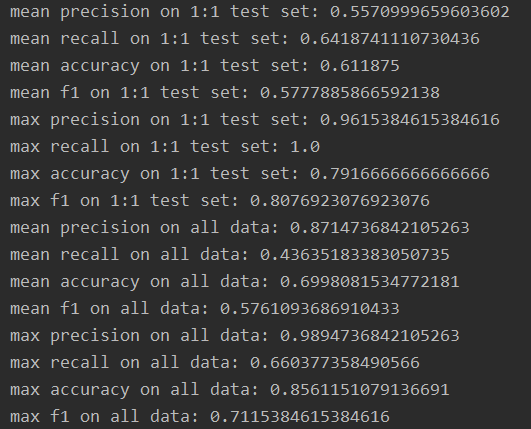 mean precision on 1:1 test set: 0.5570999659603602
mean recall on 1:1 test set: 0.6418741110730436
mean accuracy on 1:1 test set: 0.611875
mean f1 on 1:1 test set: 0.5777885866592138
max precision on 1:1 test set: 0.9615384615384616
max recall on 1:1 test set: 1.0
max accuracy on 1:1 test set: 0.7916666666666666
max f1 on 1:1 test set: 0.8076923076923076
mean precision on all data: 0.8714736842105263
mean recall on all data: 0.43635183383050735
mean accuracy on all data: 0.6998081534772181
mean f1 on all data: 0.5761093686910433
max precision on all data: 0.9894736842105263
max recall on all data: 0.660377358490566
max accuracy on all data: 0.8561151079136691
max f1 on all data: 0.7115384615384616